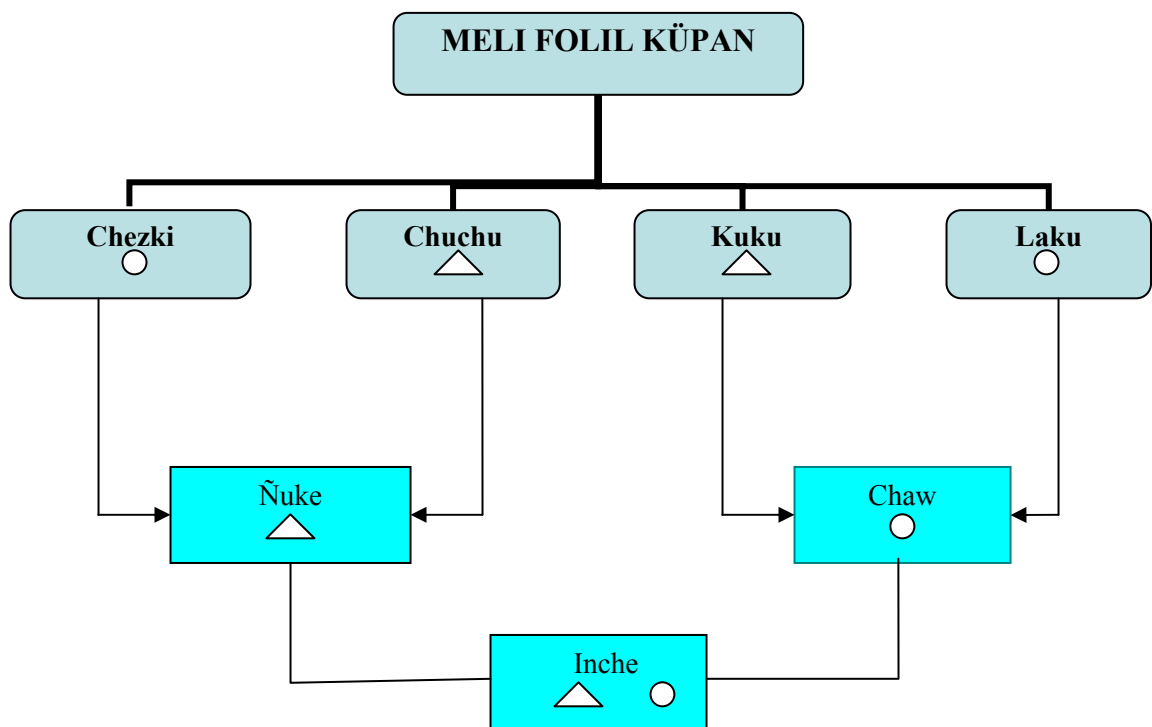 MELI FOLIL KÜPAN
Chezki
Chuchu
Kuku
Laku
Ñuke
Chaw
Inche